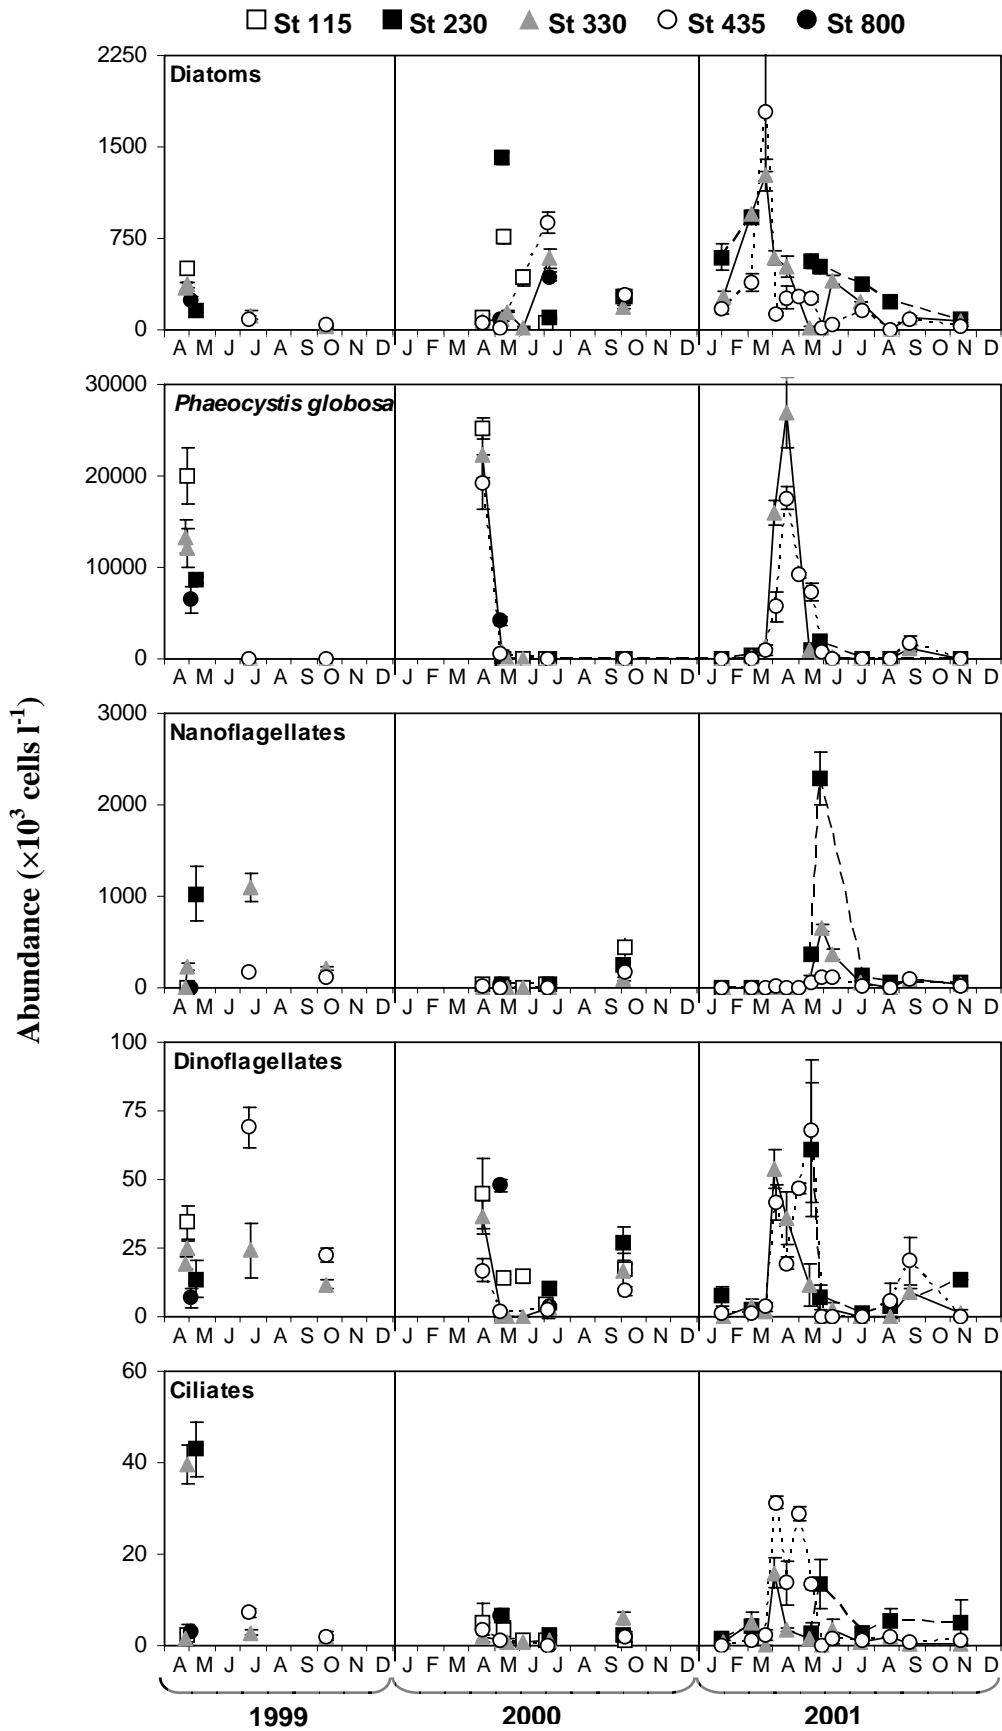 St 115 St 230 St 330 St 435 St 800
Abundance (×10³ cells l⁻¹)
Diatoms
2250
1500
750
0
A M J J A S O N D J F M A M J J A S O N D J F M A M J J A S O N D
Phaeocystis globosa
30000
20000
10000
0
A M J J A S O N D J F M A M J J A S O N D J F M A M J J A S O N D
Nanoflagellates
3000
2000
1000
0
A M J J A S O N D J F M A M J J A S O N D J F M A M J J A S O N D
Dinoflagellates
100
75
50
25
0
A M J J A S O N D J F M A M J J A S O N D J F M A M J J A S O N D
Ciliates
60
40
20
0
A M J J A S O N D J F M A M J J A S O N D J F M A M J J A S O N D
1999 2000 2001